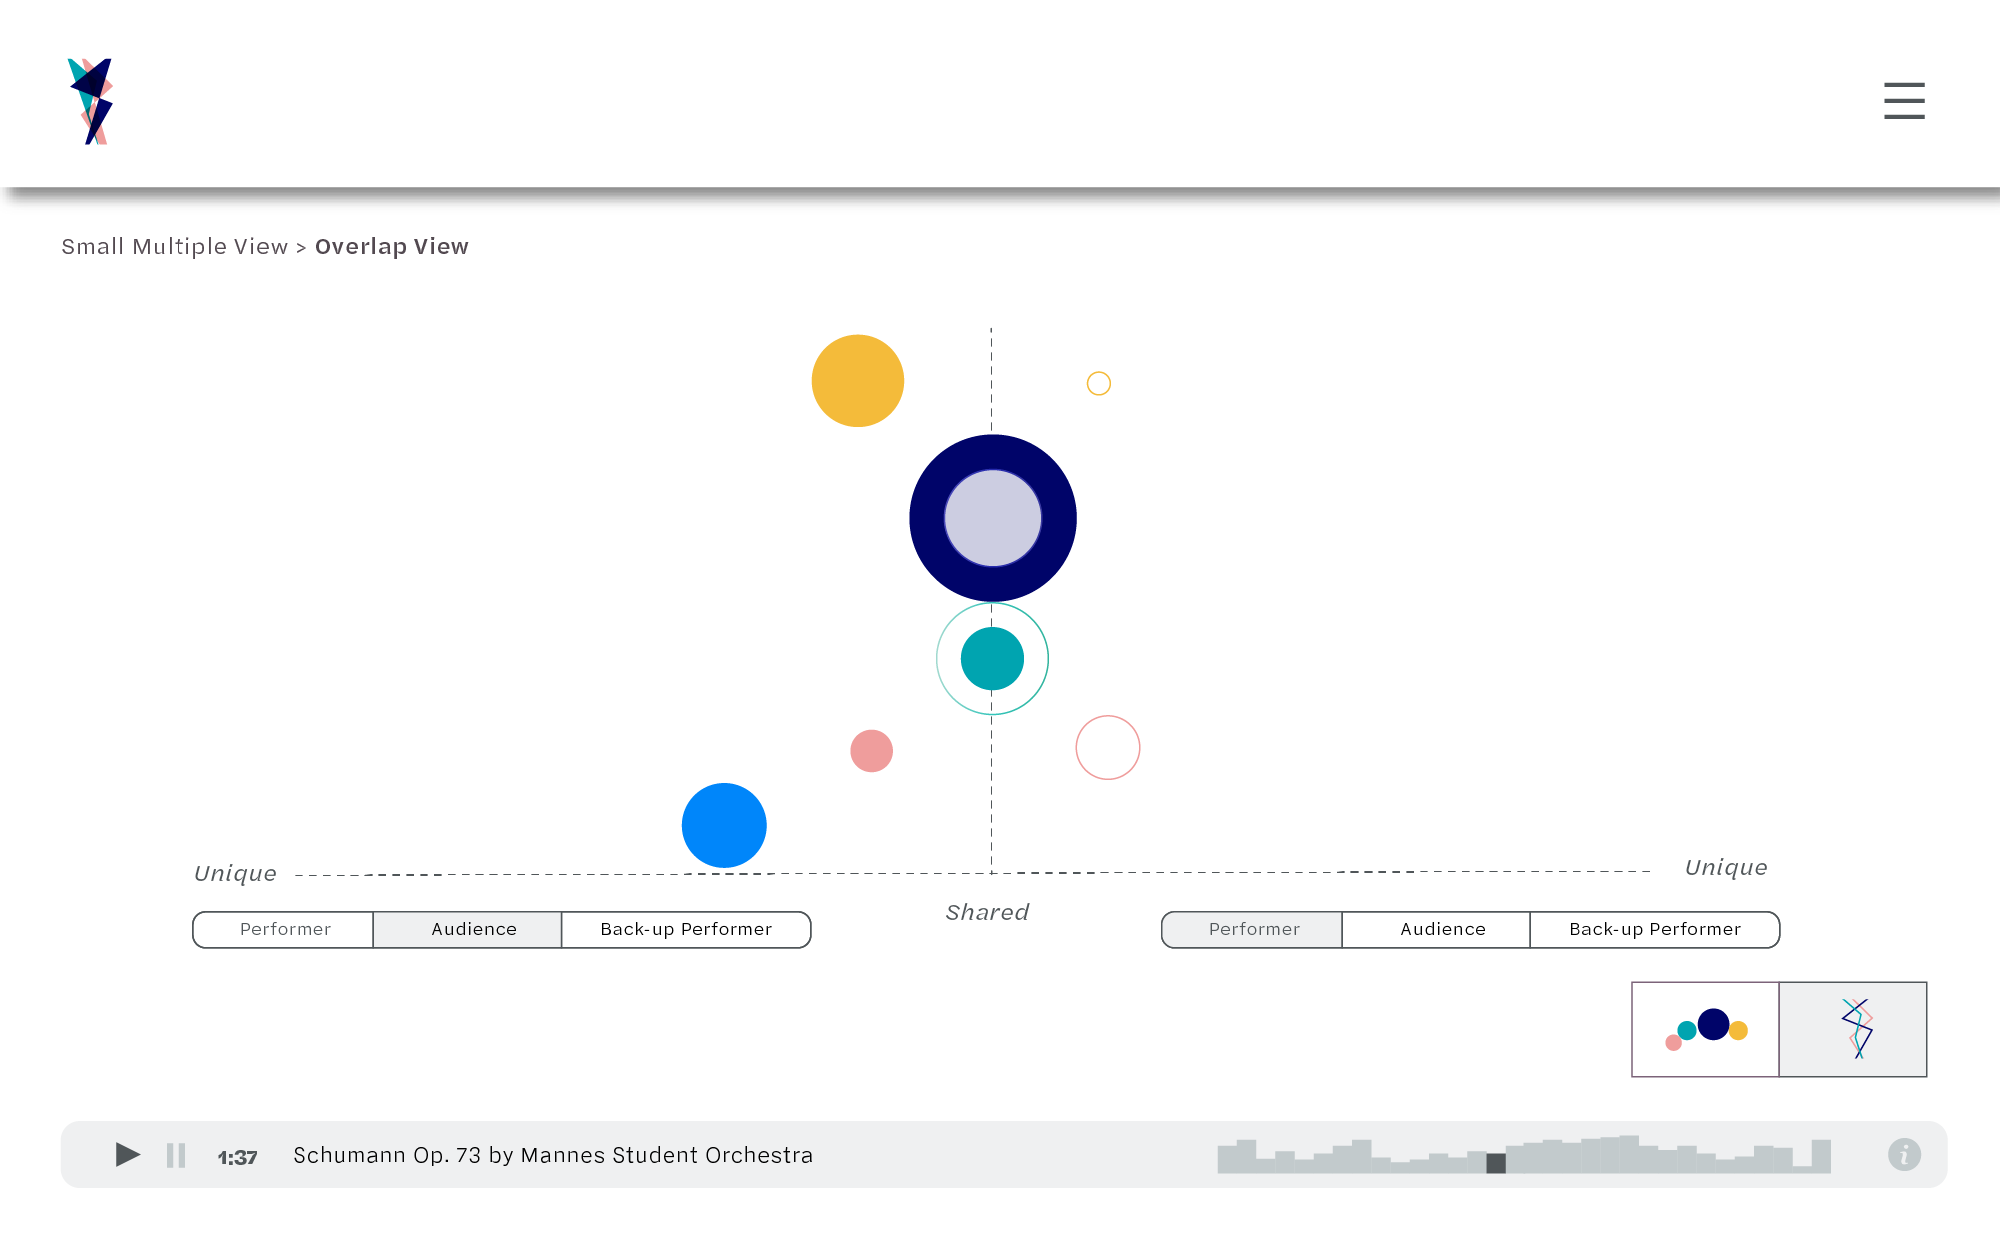 Small Multiple View > Overlap View
Unique
Unique
Shared
Performer Audience Back-up Performer
Performer Audience Back-up Performer
1:37 Schumann Op. 73 by Mannes Student Orchestra i